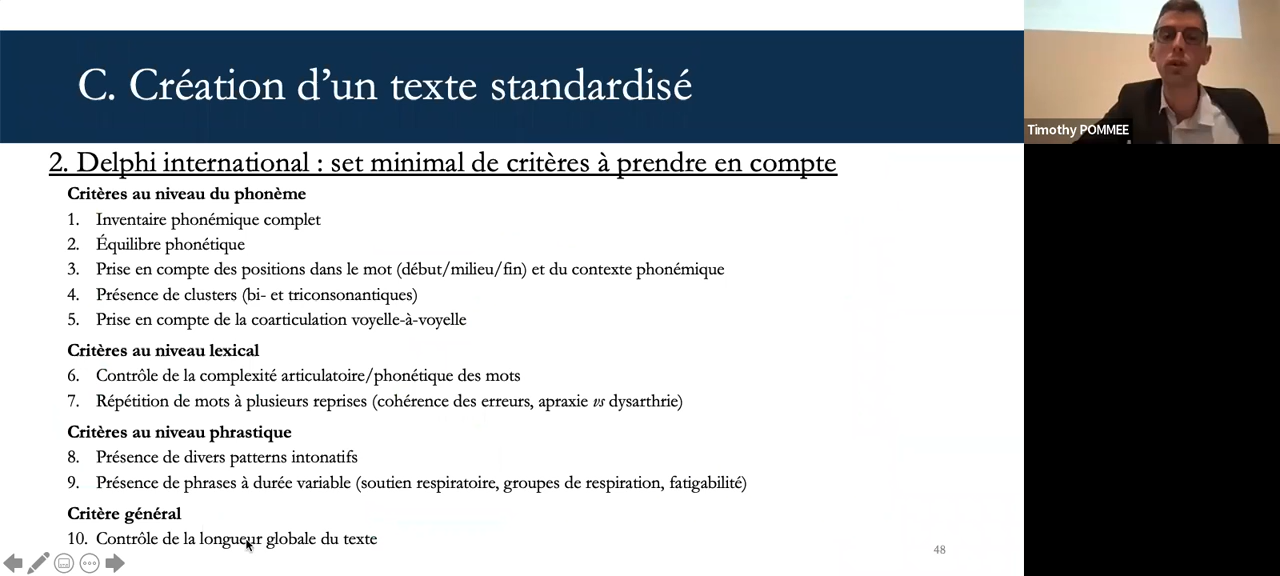 C. Création d'un texte standardisé
Timothy POMMEE
2. Delphi international : set minimal de critères à prendre en compte
Critères au niveau du phonème
1. Inventaire phonémique complet
2. Équilibre phonétique
3. Prise en compte des positions dans le mot (début/milieu/fin) et du contexte phonémique
4. Présence de clusters (bi- et triconsonantiques)
5. Prise en compte de la coarticulation voyelle-à-voyelle
Critères au niveau lexical
6. Contrôle de la complexité articulatoire/phonétique des mots
7. Répétition de mots à plusieurs reprises (cohérence des erreurs, apraxie vs dysarthrie)
Critères au niveau phrastique
8. Présence de divers patterns intonatifs
9. Présence de phrases à durée variable (soutien respiratoire, groupes de respiration, fatigabilité)
Critère général
10. Contrôle de la longueur globale du texte
48